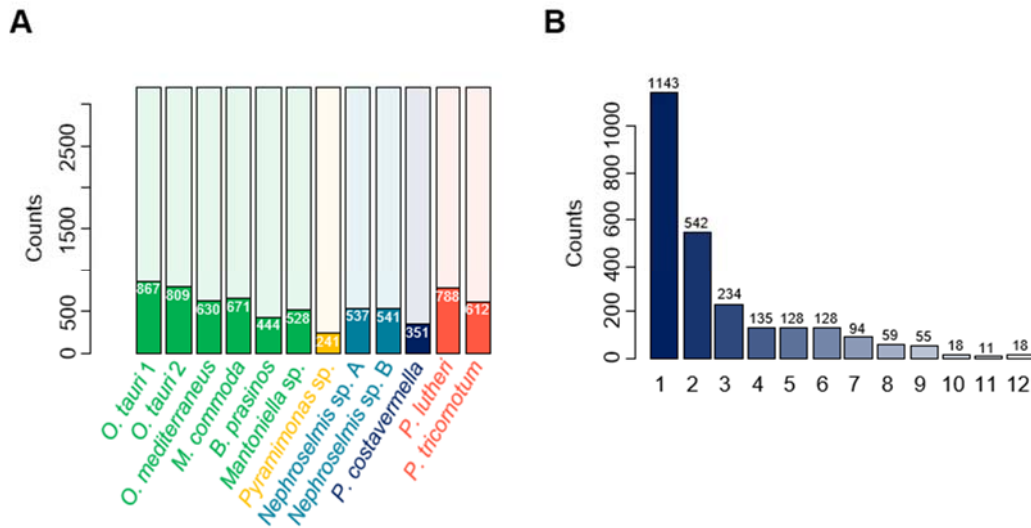 A
Counts
0
500
1500
2500
867
809
630
671
444
528
241
537
541
351
788
612
O. tauri 1
O. tauri 2
O. mediterraneus
M. commoda
B. prasinos
Mantoniella sp.
Pyramimonas sp.
Nephroselmis sp. A
Nephroselmis sp. B
P. costavermella
P. lutheri
P. tricornotum
B
Counts
0
200
400
600
800
1000
1143
542
234
135
128
128
94
59
55
18
11
18
1 2 3 4 5 6 7 8 9 10 11 12